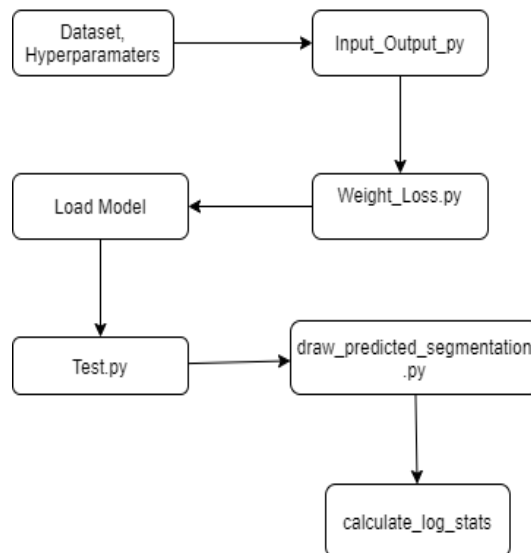 Dataset,
Hyperparamaters
Input_Output_py
Weight_Loss.py
Load Model
Test.py
draw_predicted_segmentation
.py
calculate_log_stats